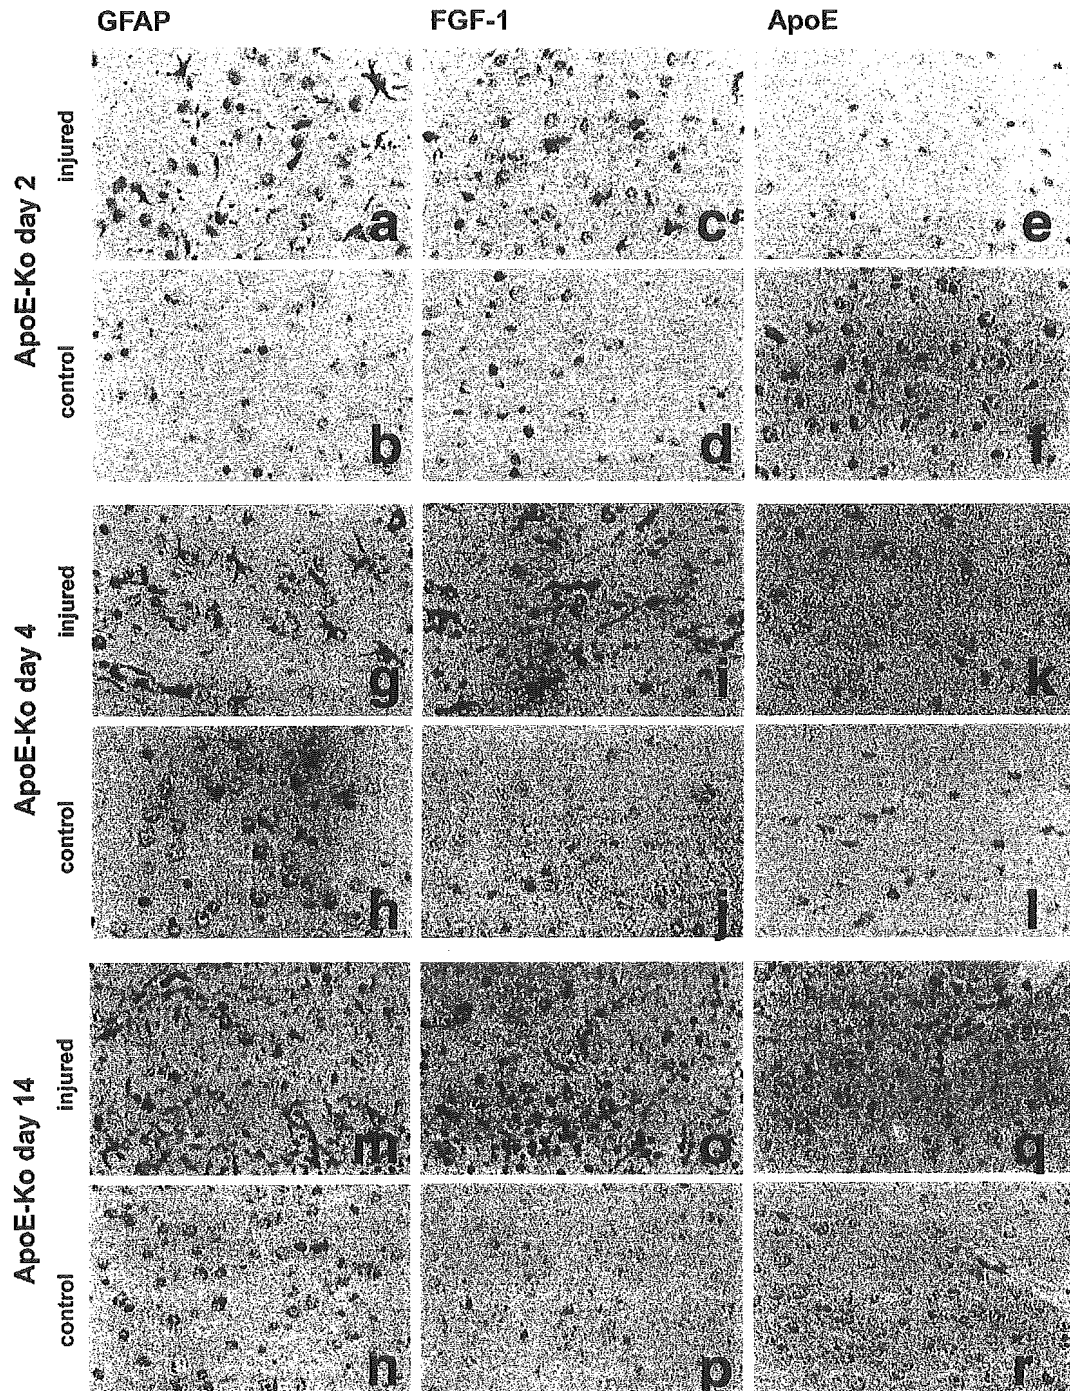 GFAP FGF-1 ApoE
ApoE-Ko day 2
injured
a c e
control
b d f
ApoE-Ko day 4
injured
g i k
control
h j l
ApoE-Ko day 14
injured
m o q
control
n p r